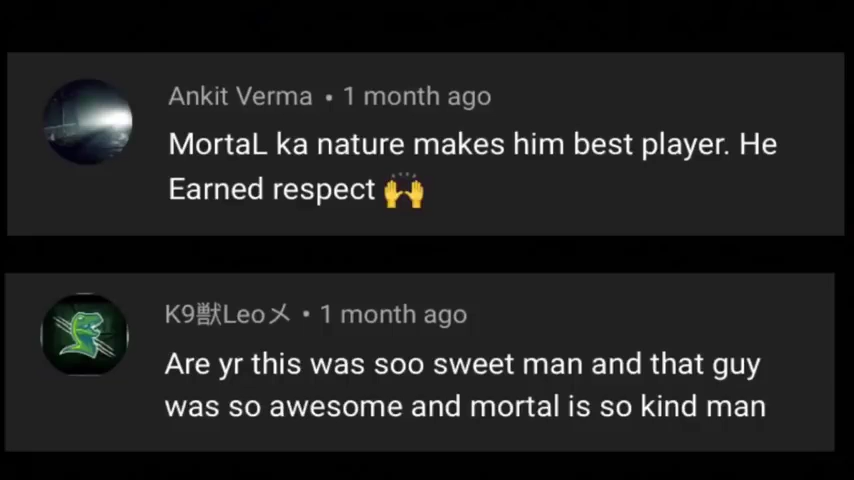 Ankit Verma • 1 month ago
MortaL ka nature makes him best player. He
Earned respect 🙌
K9獣Leoメ • 1 month ago
Are yr this was soo sweet man and that guy
was so awesome and mortal is so kind man